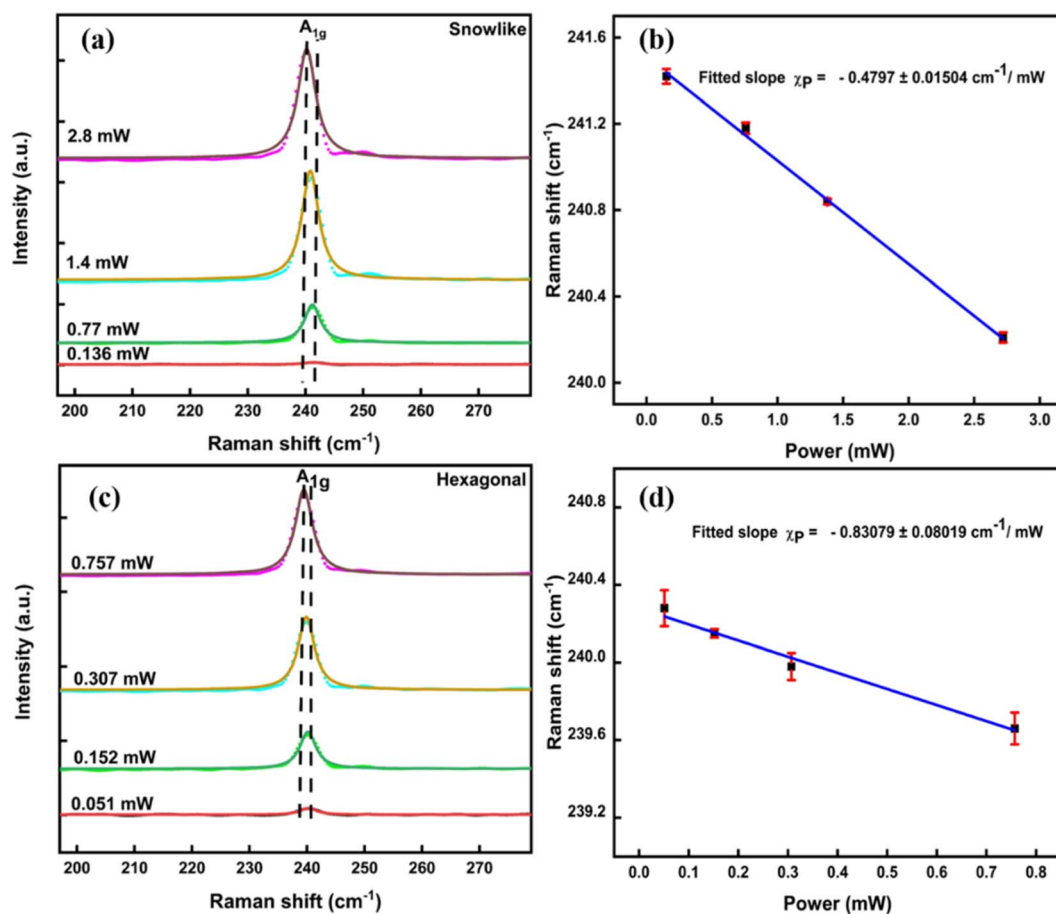 (a)
A1g
Snowlike
2.8 mW
1.4 mW
0.77 mW
0.136 mW
Intensity (a.u.)
200 210 220 230 240 250 260 270
Raman shift (cm-1)
(b)
Fitted slope χP = - 0.4797 ± 0.01504 cm-1/ mW
241.6
241.2
240.8
240.4
240.0
Raman shift (cm-1)
0.0 0.5 1.0 1.5 2.0 2.5 3.0
Power (mW)
(c)
A1g
Hexagonal
0.757 mW
0.307 mW
0.152 mW
0.051 mW
Intensity (a.u.)
200 210 220 230 240 250 260 270
Raman shift (cm-1)
(d)
Fitted slope χP = - 0.83079 ± 0.08019 cm-1/ mW
240.8
240.4
240.0
239.6
239.2
Raman shift (cm-1)
0.0 0.1 0.2 0.3 0.4 0.5 0.6 0.7 0.8
Power (mW)